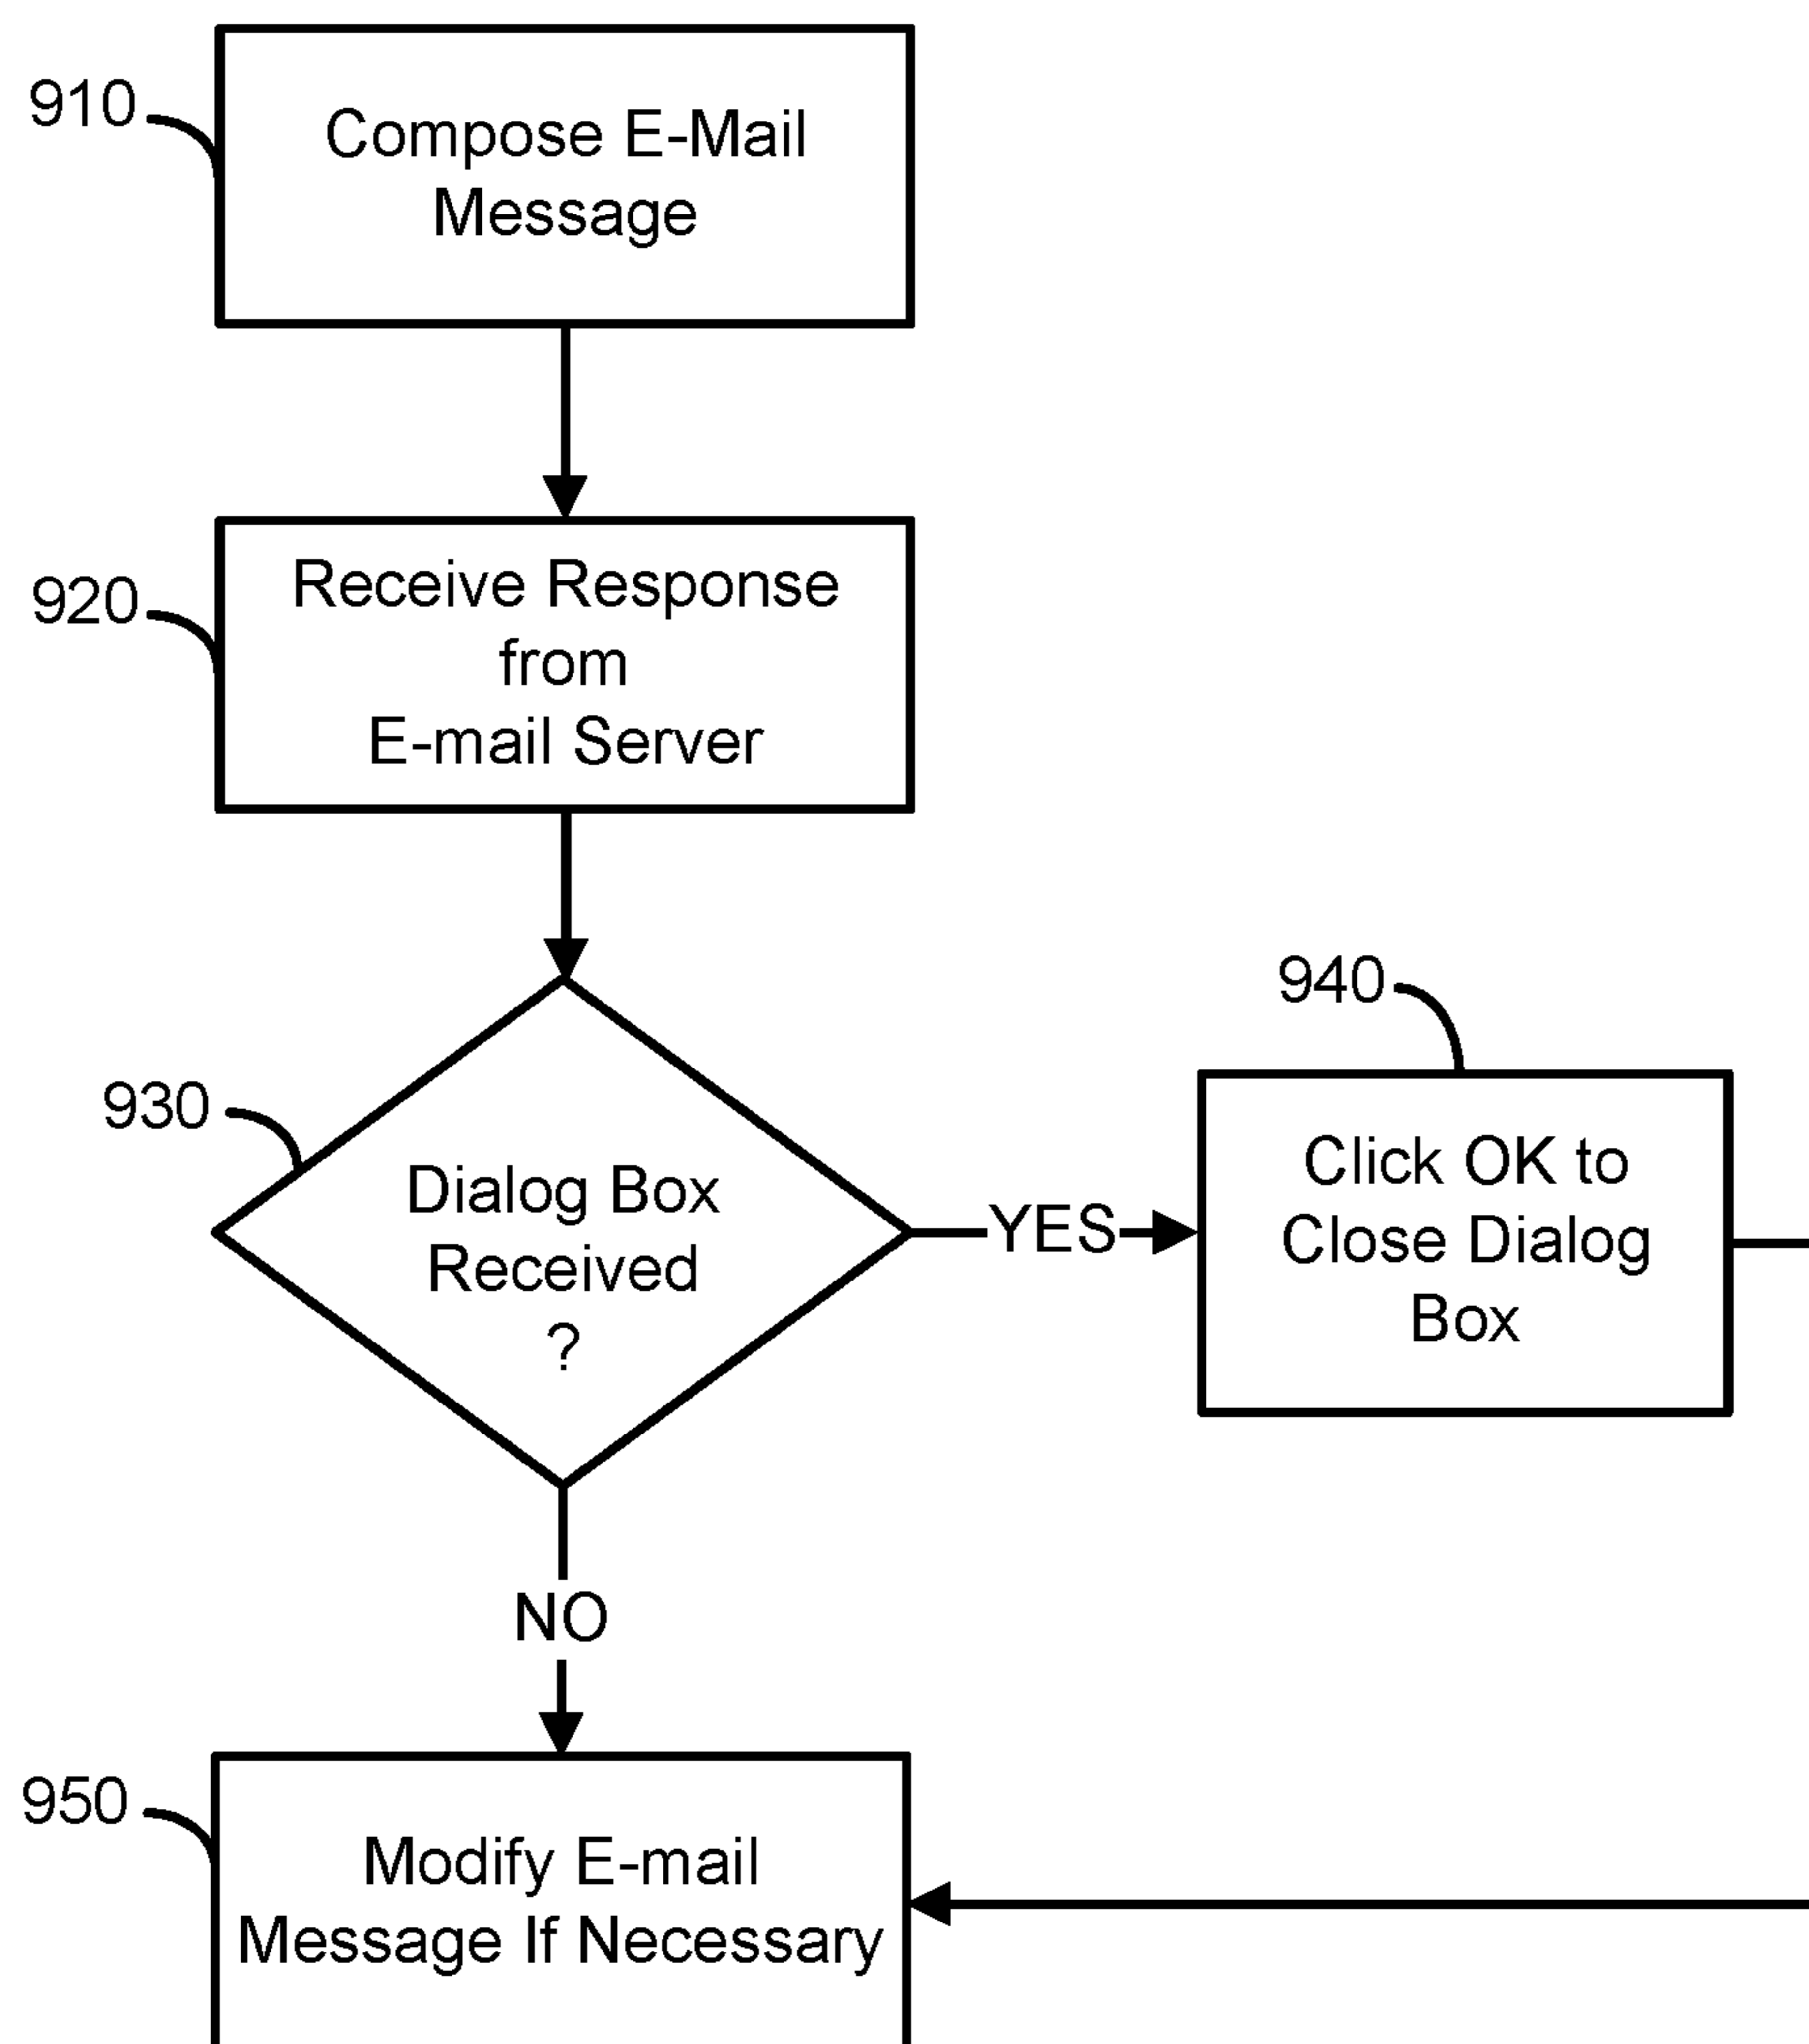 910
Compose E-Mail
Message
920
Receive Response
from
E-mail Server
930
Dialog Box
Received
?
YES
940
Click OK to
Close Dialog
Box
NO
950
Modify E-mail
Message If Necessary